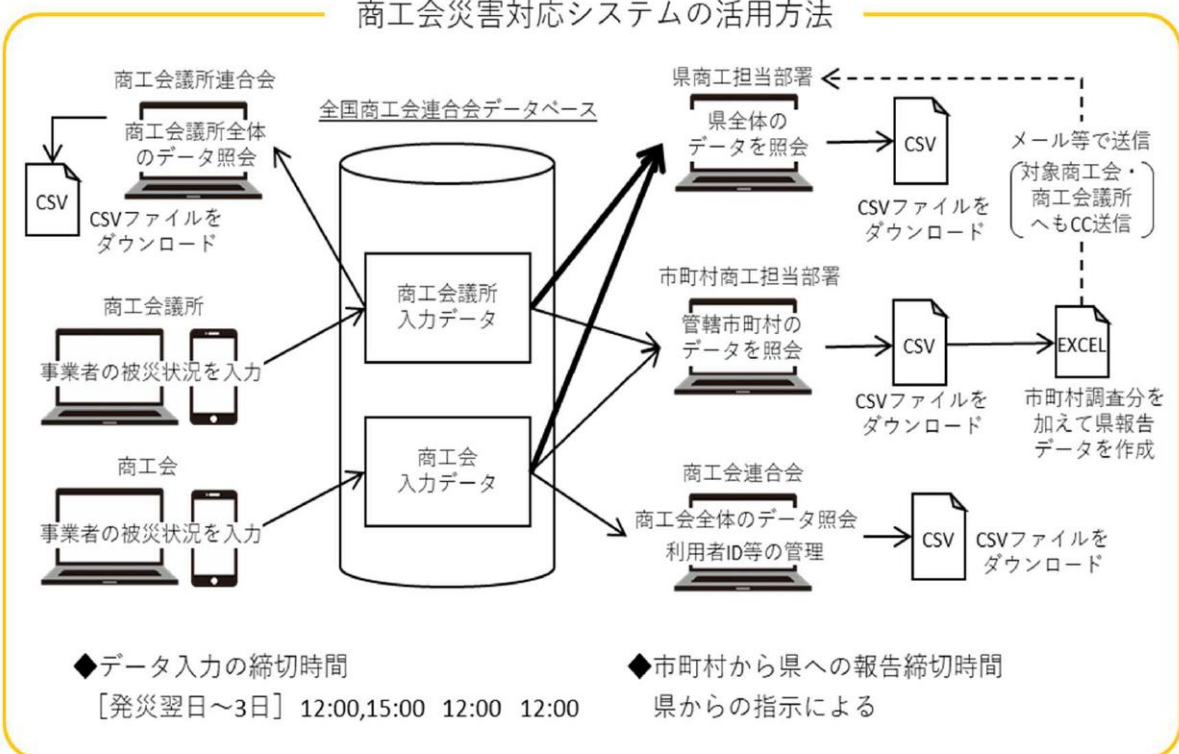 商工会災害対応システムの活用方法
商工会議所連合会
商工会議所全体
のデータ照会
CSV
CSVファイルを
ダウンロード
商工会議所
事業者の被災状況を入力
商工会
事業者の被災状況を入力
全国商工会連合会データベース
商工会議所
入力データ
商工会
入力データ
県商工担当部署
県全体の
データを照会
CSV
CSVファイルを
ダウンロード
メール等で送信
対象商工会・
商工会議所
へもCC送信
市町村商工担当部署
管轄市町村の
データを照会
CSV
CSVファイルを
ダウンロード
EXCEL
市町村調査分を
加えて県報告
データを作成
商工会連合会
商工会全体のデータ照会
利用者ID等の管理
CSV
CSVファイルを
ダウンロード
◆データ入力の締切時間
［発災翌日～3日］ 12:00,15:00 12:00 12:00
◆市町村から県への報告締切時間
県からの指示による